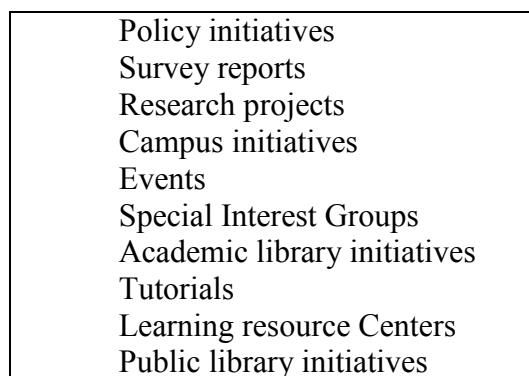 Policy initiatives
Survey reports
Research projects
Campus initiatives
Events
Special Interest Groups
Academic library initiatives
Tutorials
Learning resource Centers
Public library initiatives